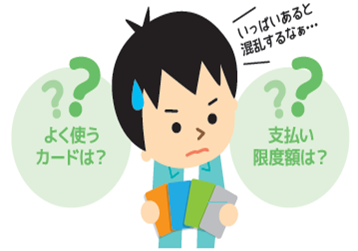 いっぱいあると
混乱するなぁ…
??
よく使う
カードは?
??
支払い
限度額は?